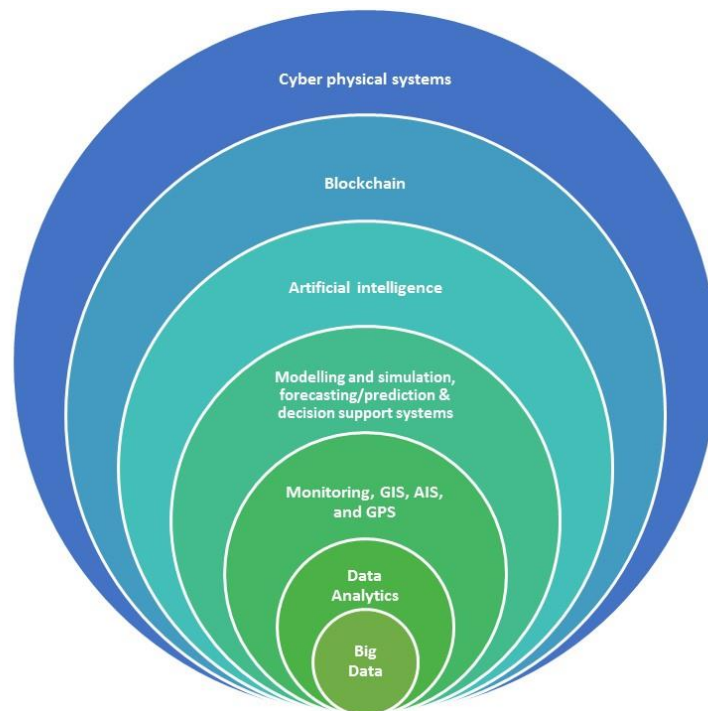 Cyber physical systems
Blockchain
Artificial intelligence
Modelling and simulation,
forecasting/prediction &
decision support systems
Monitoring, GIS, AIS,
and GPS
Data
Analytics
Big
Data